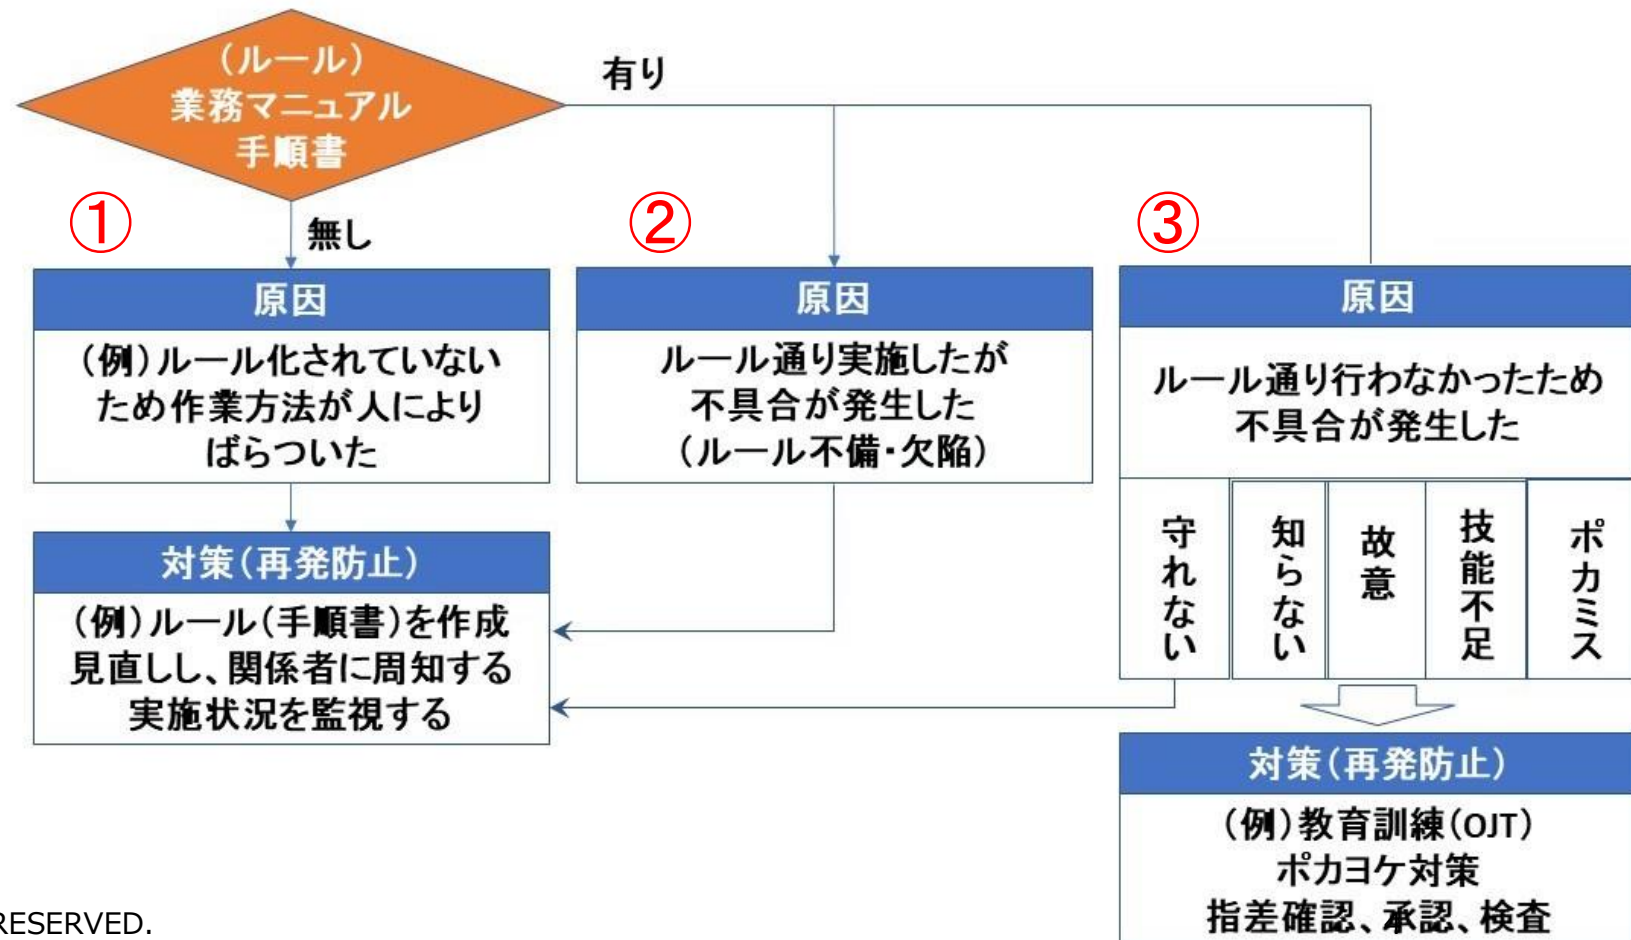 （ルール）
業務マニュアル
手順書
有り
無し
①
原因
（例）ルール化されていない
ため作業方法が人により
ばらついた
対策（再発防止）
（例）ルール（手順書）を作成
見直しし、関係者に周知する
実施状況を監視する
②
原因
ルール通り実施したが
不具合が発生した
（ルール不備・欠陥）
③
原因
ルール通り行わなかったため
不具合が発生した
守れない
知らない
故意
技能不足
ポカミス
対策（再発防止）
（例）教育訓練（OJT）
ポカヨケ対策
指差確認、承認、検査
RESERVED.